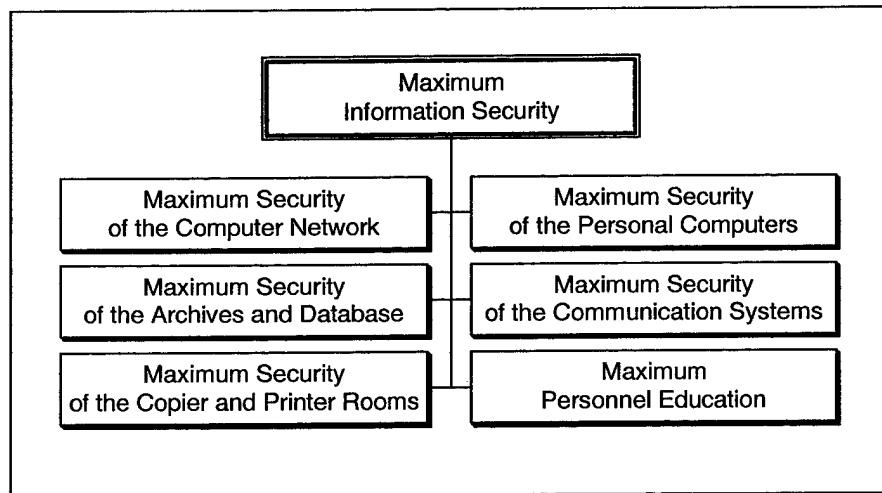 Maximum
Information Security
Maximum Security
of the Computer Network
Maximum Security
of the Personal Computers
Maximum Security
of the Archives and Database
Maximum Security
of the Communication Systems
Maximum Security
of the Copier and Printer Rooms
Maximum
Personnel Education